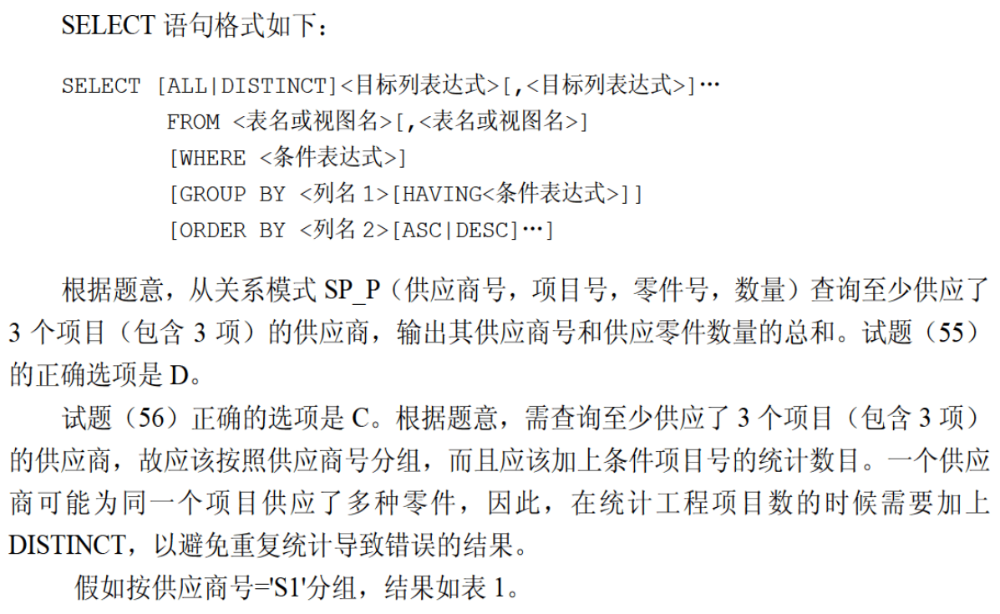 SELECT 语句格式如下：
SELECT [ALL|DISTINCT]<目标列表达式>[,<目标列表达式>]…
FROM <表名或视图名>[,<表名或视图名>]
[WHERE <条件表达式>]
[GROUP BY <列名 1>[HAVING<条件表达式>]]
[ORDER BY <列名 2>[ASC|DESC]…]
根据题意，从关系模式 SP_P（供应商号，项目号，零件号，数量）查询至少供应了
3 个项目（包含 3 项）的供应商，输出其供应商号和供应零件数量的总和。试题（55）
的正确选项是 D。
试题（56）正确的选项是 C。根据题意，需查询至少供应了 3 个项目（包含 3 项）
的供应商，故应该按照供应商号分组，而且应该加上条件项目号的统计数目。一个供应
商可能为同一个项目供应了多种零件，因此，在统计工程项目数的时候需要加上
DISTINCT，以避免重复统计导致错误的结果。
假如按供应商号='S1'分组，结果如表 1。